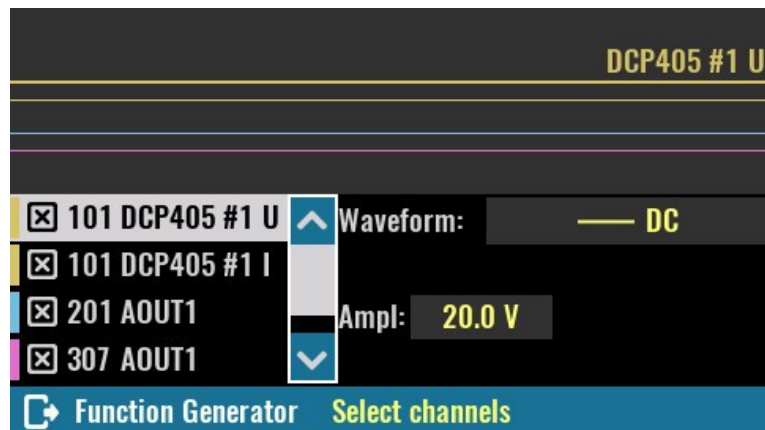 DCP405 #1 U
101 DCP405 #1 U
Waveform:
DC
101 DCP405 #1 I
201 AOUT1
Ampl:
20.0 V
307 AOUT1
Function Generator
Select channels